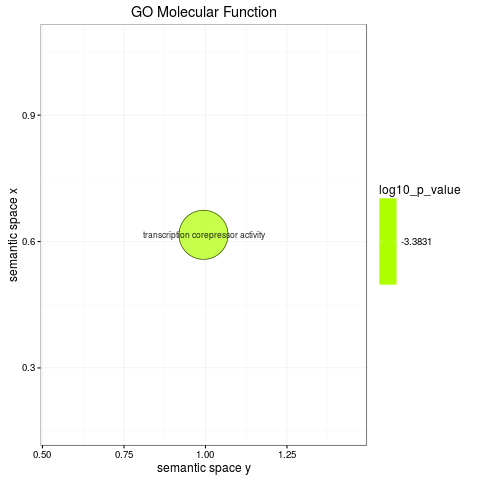 GO Molecular Function
semantic space x
0.9
0.6
0.3
transcription corepressor activity
0.50
0.75
1.00
1.25
semantic space y
log10_p_value
-3.3831